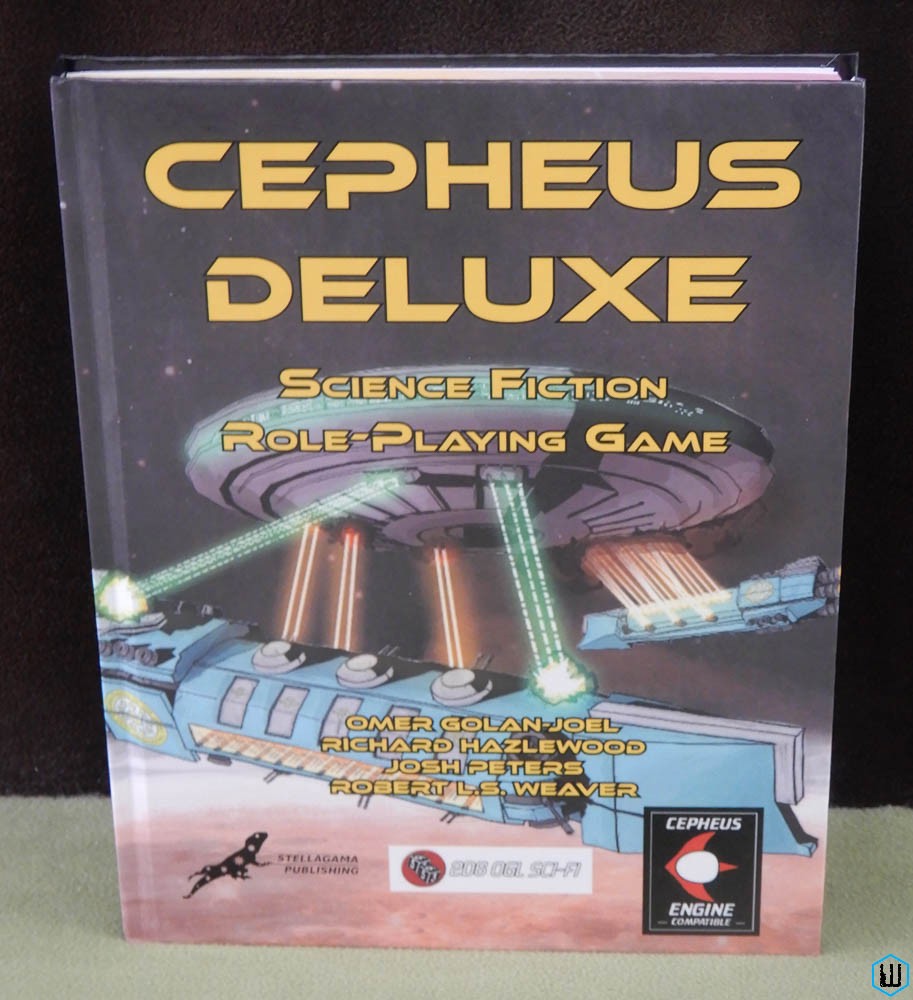 CEPHEUS
DELUXE
SCIENCE FICTION
ROLE-PLAYING GAME
OMER GOLAN-JOEL
RICHARD HAZLEWOOD
JOSH PETERS
ROBERT L.S. WEAVER
STELLAGAMA
PUBLISHING
2D6 OGL SCI-FI
CEPHEUS
ENGINE
COMPATIBLE
W